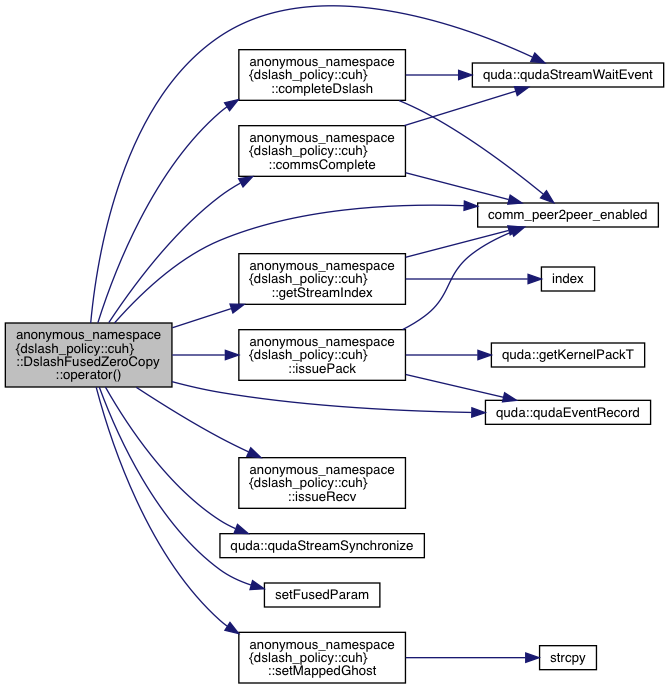 anonymous_namespace
{dslash_policy::cuh}
::completeDslash
quda::qudaStreamWaitEvent
anonymous_namespace
{dslash_policy::cuh}
::commsComplete
comm_peer2peer_enabled
anonymous_namespace
{dslash_policy::cuh}
::getStreamIndex
index
anonymous_namespace
{dslash_policy::cuh}
::DslashFusedZeroCopy
::operator()
anonymous_namespace
{dslash_policy::cuh}
::issuePack
quda::getKernelPackT
quda::qudaEventRecord
anonymous_namespace
{dslash_policy::cuh}
::issueRecv
quda::qudaStreamSynchronize
setFusedParam
anonymous_namespace
{dslash_policy::cuh}
::setMappedGhost
strcpy